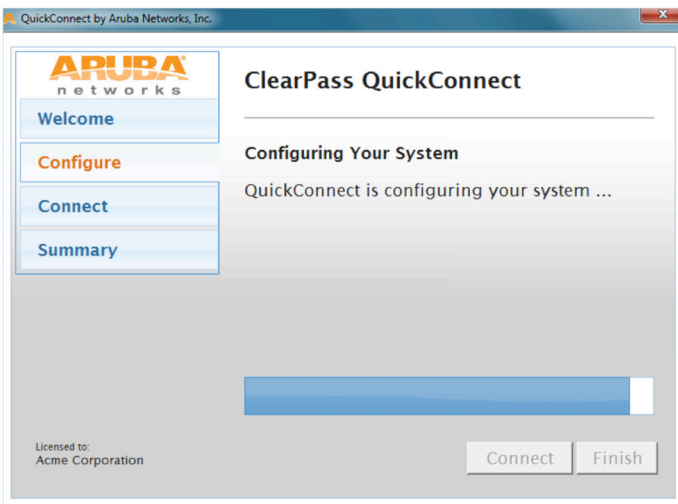 QuickConnect by Aruba Networks, Inc.
ARUBA
networks
Welcome
Configure
Connect
Summary
ClearPass QuickConnect
Configuring Your System
QuickConnect is configuring your system ...
Licensed to:
Acme Corporation
Connect
Finish